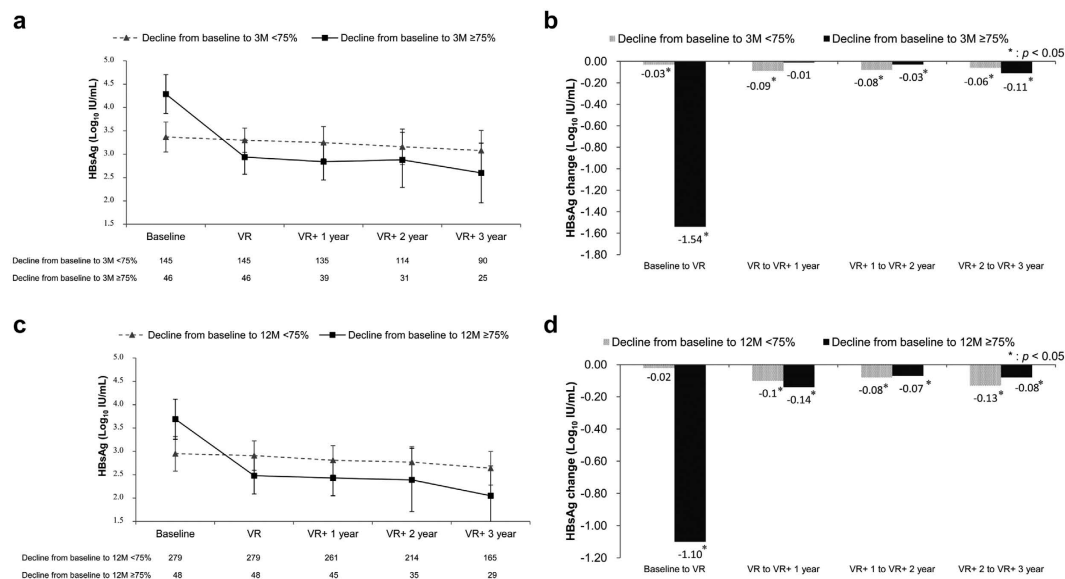 a
Decline from baseline to 3M <75%
Decline from baseline to 3M ≥75%
HBsAg (Log10 IU/mL)
5.0
4.5
4.0
3.5
3.0
2.5
2.0
1.5
Baseline VR VR+ 1 year VR+ 2 year VR+ 3 year
Decline from baseline to 3M <75% 145 145 135 114 90
Decline from baseline to 3M ≥75% 46 46 39 31 25
b
Decline from baseline to 3M <75%
Decline from baseline to 3M ≥75%
* : p < 0.05
HBsAg change (Log10 IU/mL)
0.00
-0.20
-0.40
-0.60
-0.80
-1.00
-1.20
-1.40
-1.60
-1.80
-0.03* -1.54* -0.09* -0.01 -0.08* -0.03* -0.06* -0.11*
Baseline to VR VR to VR+ 1 year VR+ 1 to VR+ 2 year VR+ 2 to VR+ 3 year
c
Decline from baseline to 12M <75%
Decline from baseline to 12M ≥75%
HBsAg (Log10 IU/mL)
5.0
4.5
4.0
3.5
3.0
2.5
2.0
1.5
Baseline VR VR+ 1 year VR+ 2 year VR+ 3 year
Decline from baseline to 12M <75% 279 279 261 214 165
Decline from baseline to 12M ≥75% 48 48 45 35 29
d
Decline from baseline to 12M <75%
Decline from baseline to 12M ≥75%
* : p < 0.05
HBsAg change (Log10 IU/mL)
0.00
-0.20
-0.40
-0.60
-0.80
-1.00
-1.20
-0.02 -1.10* -0.1* -0.14* -0.08* -0.07* -0.13* -0.08*
Baseline to VR VR to VR+ 1 year VR+ 1 to VR+ 2 year VR+ 2 to VR+ 3 year